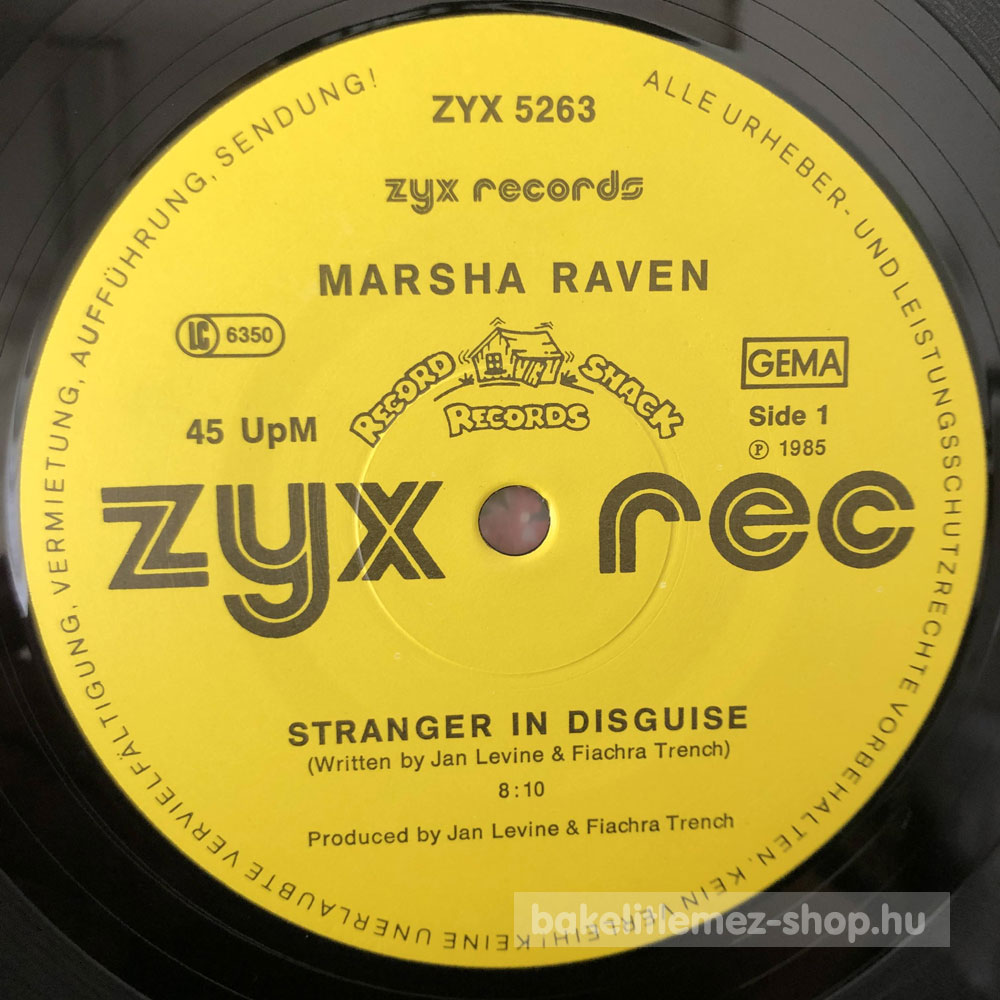 ZYX 5263
zyx records
MARSHA RAVEN
LC 6350
RECORD SHACK
RECORDS
GEMA
45 UpM
Side 1
℗ 1985
zyx rec
STRANGER IN DISGUISE
(Written by Jan Levine & Fiachra Trench)
8:10
Produced by Jan Levine & Fiachra Trench
ALLE URHEBER- UND LEISTUNGSSCHUTZRECHTE VORBEHALTEN. KEIN VERLEIH! KEINE UNERLAUBTE VERVIELFÄLTIGUNG, VERMIETUNG, AUFFÜHRUNG, SENDUNG!
bakelitlemez-shop.hu